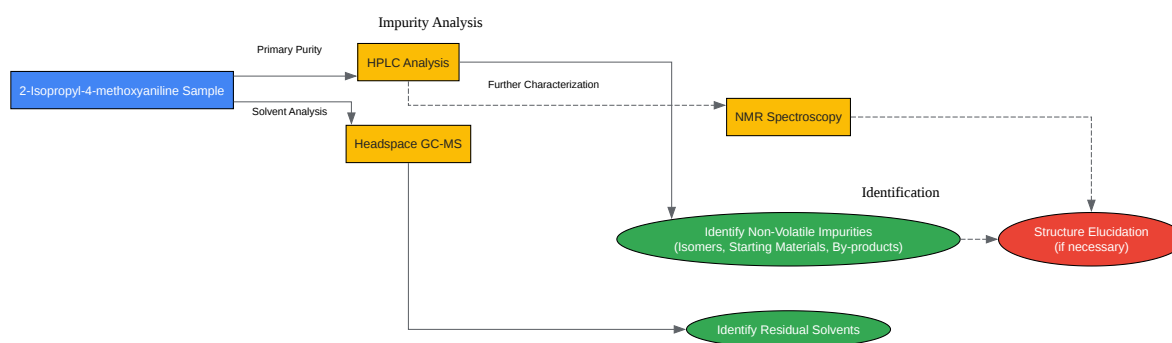 Impurity Analysis
Primary Purity
HPLC Analysis
2-Isopropyl-4-methoxyaniline Sample
Further Characterization
Solvent Analysis
NMR Spectroscopy
Headspace GC-MS
Identification
Identify Non-Volatile Impurities
(Isomers, Starting Materials, By-products)
Structure Elucidation
(if necessary)
Identify Residual Solvents